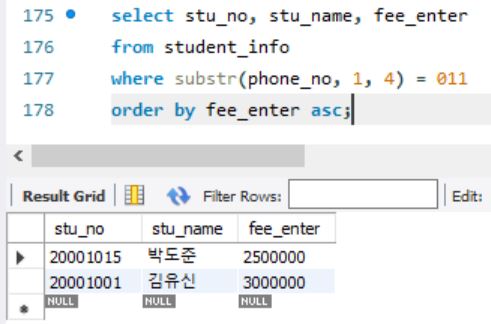 175 select stu_no, stu_name, fee_enter
176 from student_info
177 where substr(phone_no, 1, 4) = 011
178 order by fee_enter asc;
Result Grid Filter Rows: Edit:
stu_no stu_name fee_enter
20001015 박도준 2500000
20001001 김유신 3000000
NULL NULL NULL